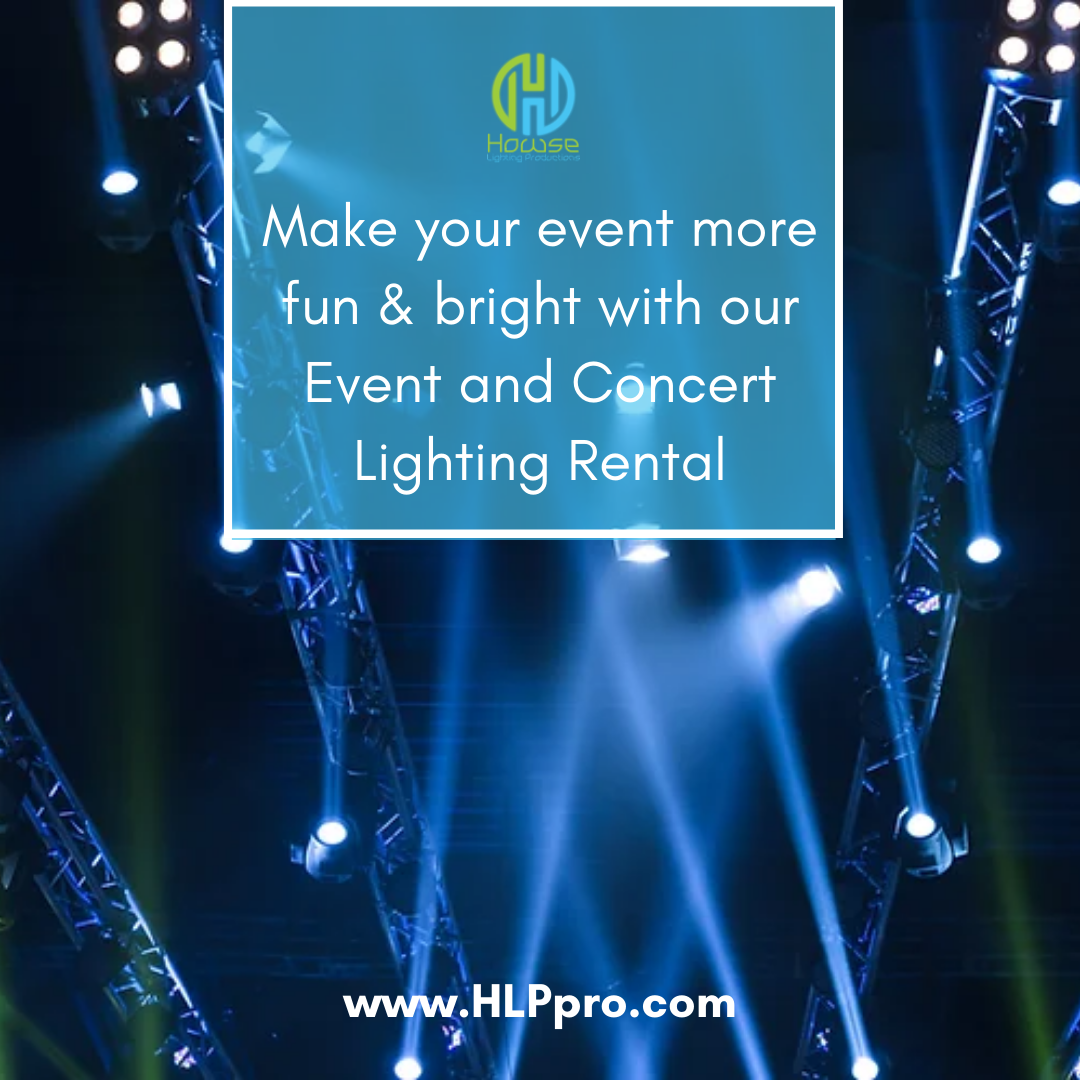 Howse
Lighting Productions
Make your event more
fun & bright with our
Event and Concert
Lighting Rental
www.HLPpro.com